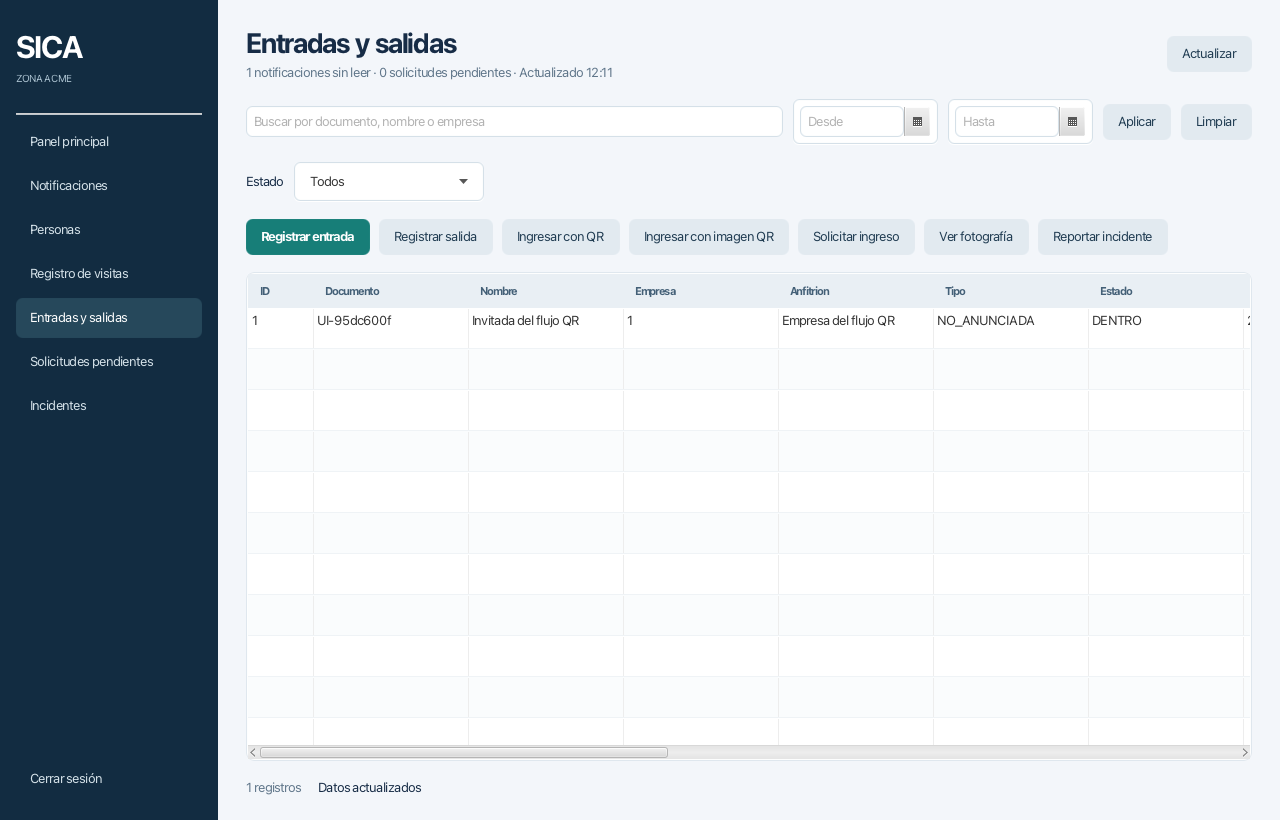 SICA
ZONA ACME
Panel principal
Notificaciones
Personas
Registro de visitas
Entradas y salidas
Solicitudes pendientes
Incidentes
Cerrar sesión
Entradas y salidas
1 notificaciones sin leer · 0 solicitudes pendientes · Actualizado 12:11
Actualizar
Buscar por documento, nombre o empresa Desde Hasta Aplicar Limpiar
Estado Todos
Registrar entrada Registrar salida Ingresar con QR Ingresar con imagen QR Solicitar ingreso Ver fotografía Reportar incidente
ID Documento Nombre Empresa Anfitrion Tipo Estado
1 UI-95dc600f Invitada del flujo QR 1 Empresa del flujo QR NO_ANUNCIADA DENTRO
1 registros Datos actualizados